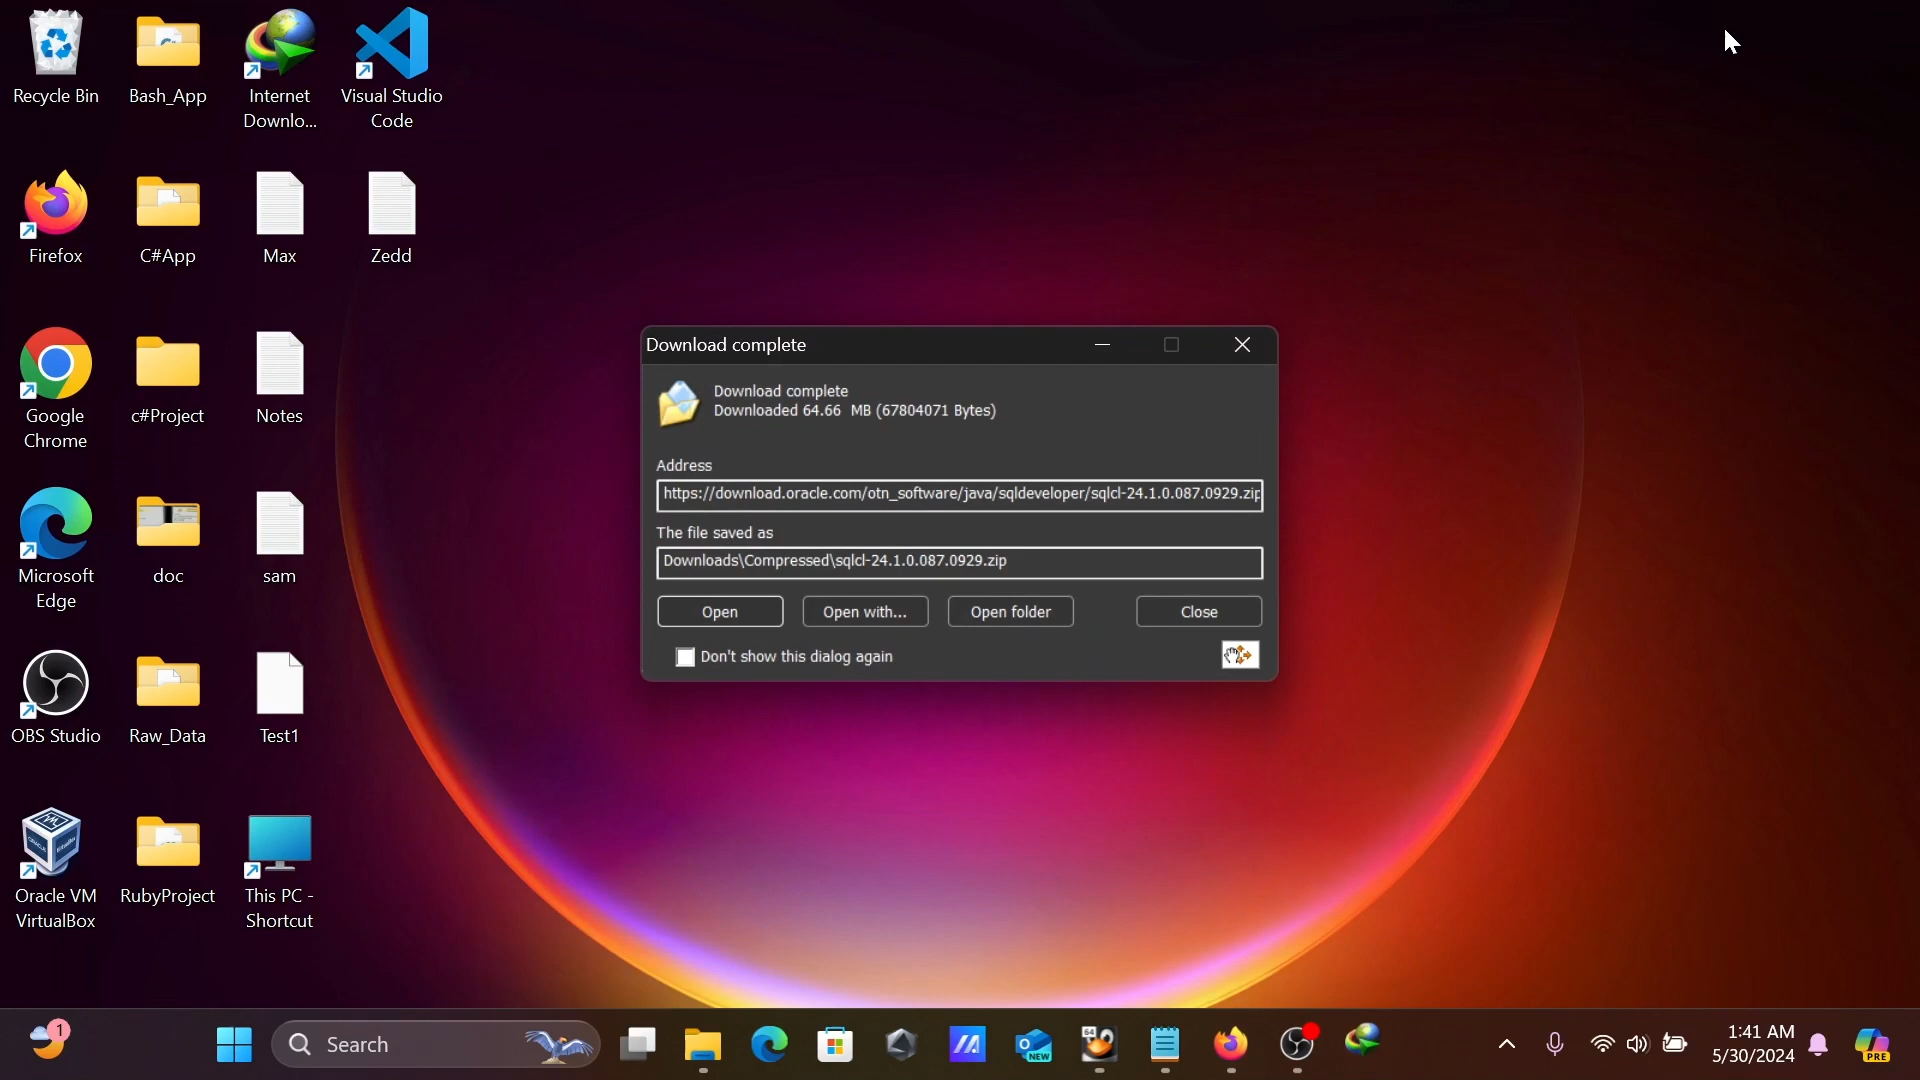 Recycle Bin
Bash_App
Internet
Downlo...
Visual Studio
Code
Firefox
C#App
Max
Zedd
Google
Chrome
c#Project
Notes
Microsoft
Edge
doc
sam
OBS Studio
Raw_Data
Test1
Oracle VM
VirtualBox
RubyProject
This PC -
Shortcut
Download complete
Download complete
Downloaded 64.66 MB (67804071 Bytes)
Address
https://download.oracle.com/otn_software/java/sqldeveloper/sqlcl-24.1.0.087.0929.zip
The file saved as
Downloads\Compressed\sqlcl-24.1.0.087.0929.zip
Open
Open with...
Open folder
Close
Don't show this dialog again
1
Search
NEW
64
1:41 AM
5/30/2024
PRE